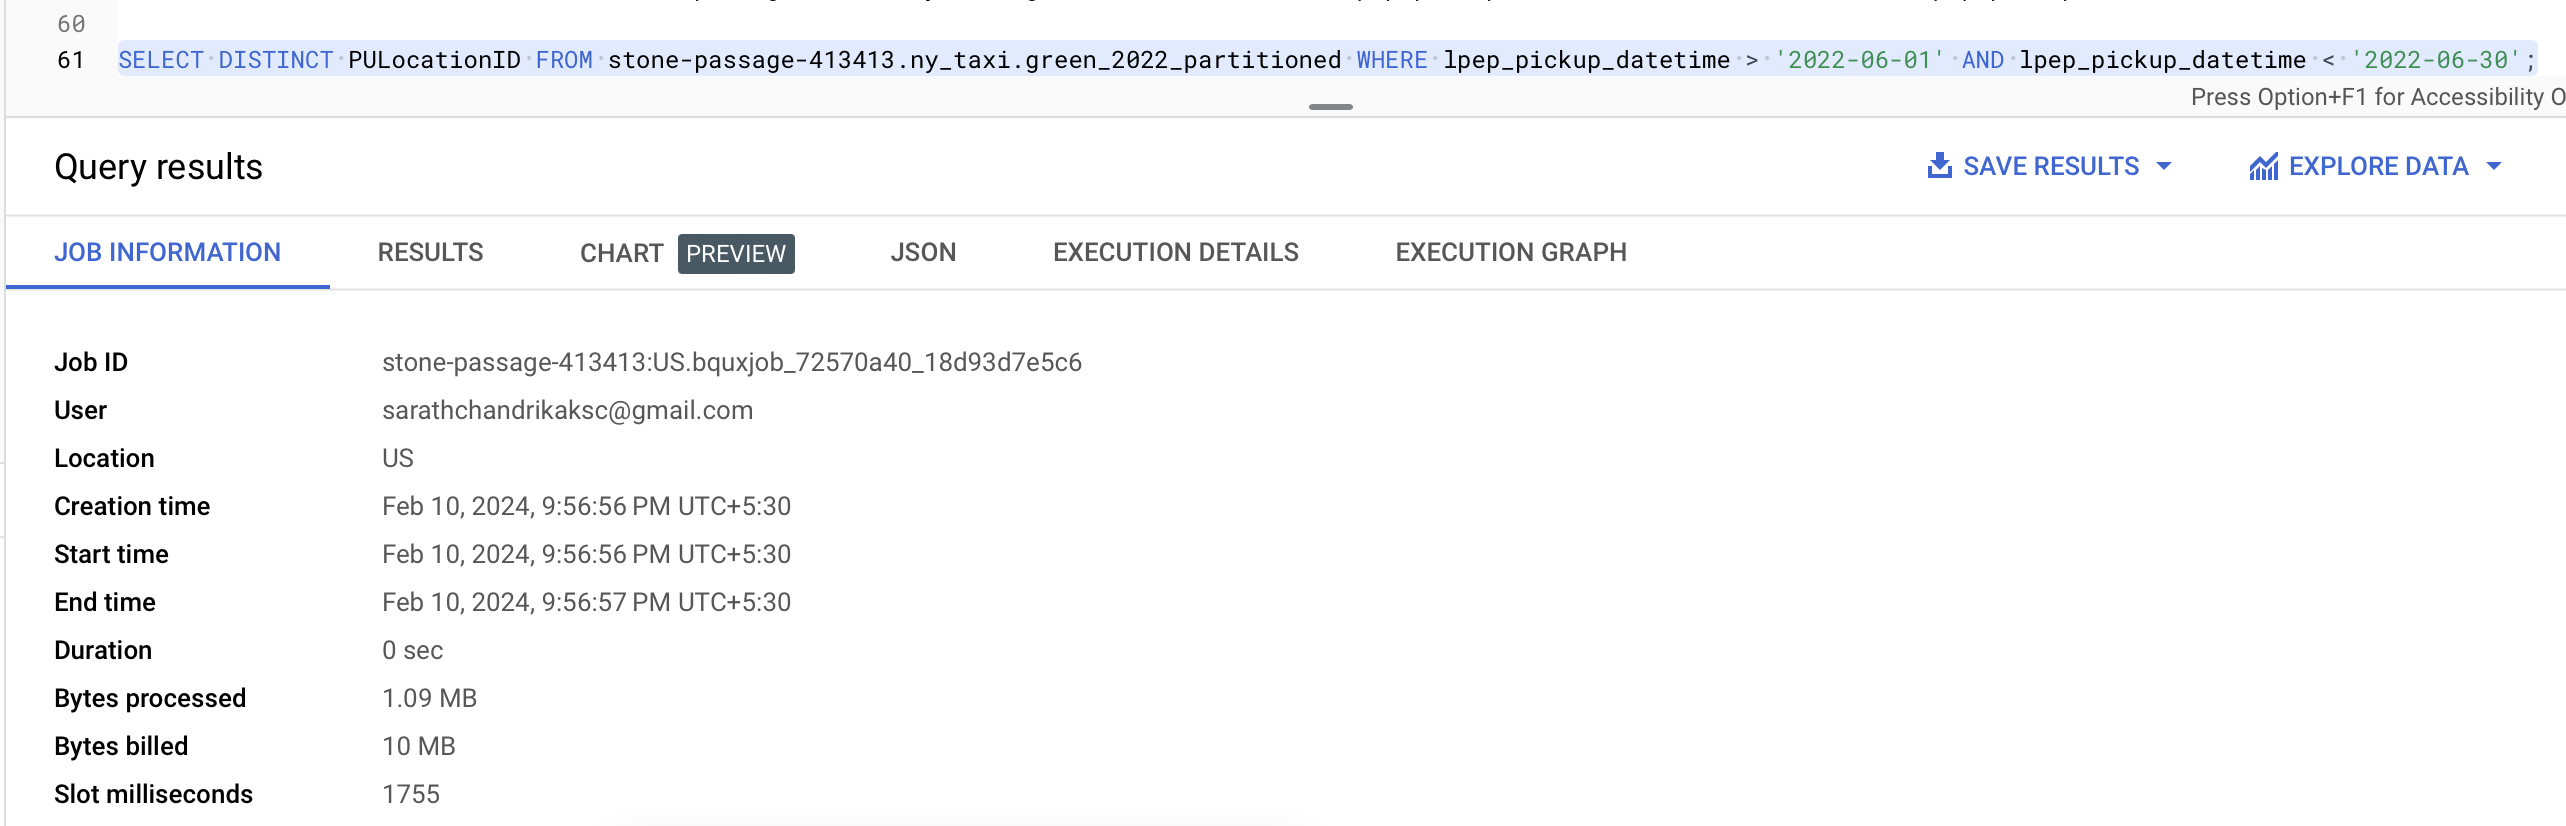 60
61 SELECT DISTINCT PULocationID FROM stone-passage-413413.ny_taxi.green_2022_partitioned WHERE lpep_pickup_datetime > '2022-06-01' AND lpep_pickup_datetime < '2022-06-30';
Press Option+F1 for Accessibility O
Query results
SAVE RESULTS
EXPLORE DATA
JOB INFORMATION RESULTS CHART PREVIEW JSON EXECUTION DETAILS EXECUTION GRAPH
Job ID stone-passage-413413:US.bquxjob_72570a40_18d93d7e5c6
User sarathchandrikaksc@gmail.com
Location US
Creation time Feb 10, 2024, 9:56:56 PM UTC+5:30
Start time Feb 10, 2024, 9:56:56 PM UTC+5:30
End time Feb 10, 2024, 9:56:57 PM UTC+5:30
Duration 0 sec
Bytes processed 1.09 MB
Bytes billed 10 MB
Slot milliseconds 1755